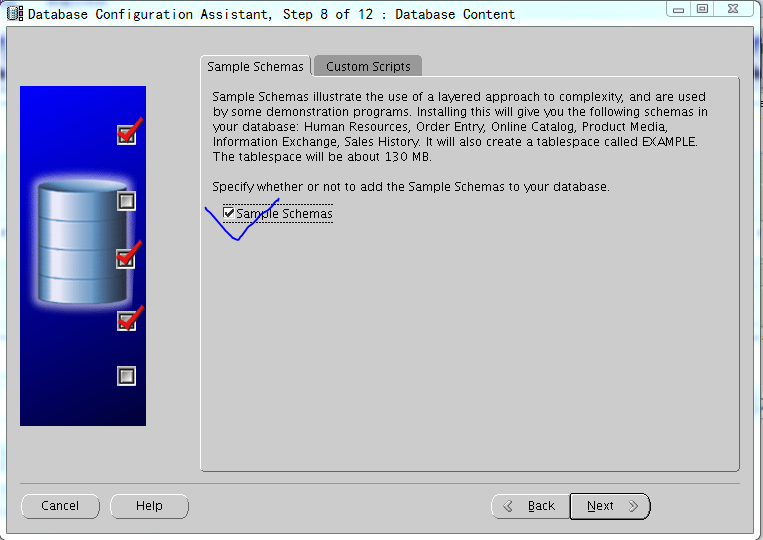 Database Configuration Assistant, Step 8 of 12 : Database Content
Sample Schemas
Custom Scripts
Sample Schemas illustrate the use of a layered approach to complexity, and are used
by some demonstration programs. Installing this will give you the following schemas in
your database: Human Resources, Order Entry, Online Catalog, Product Media,
Information Exchange, Sales History. It will also create a tablespace called EXAMPLE.
The tablespace will be about 130 MB.
Specify whether or not to add the Sample Schemas to your database.
Sample Schemas
Cancel
Help
Back
Next